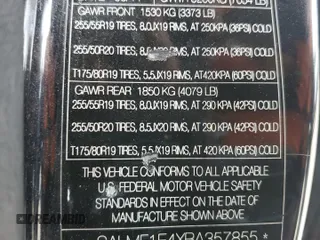 GAWR FRONT 1530 KG (3373 LB)
255/55R19 TIRES, 8.0JX19 RIMS, AT 250KPA (36PSI) COLD
255/50R20 TIRES, 8.5JX20 RIMS, AT 250KPA (36PSI) COLD
T175/80R19 TIRES, 5.5JX19 RIMS, AT420KPA (60PSI) COLD
GAWR REAR 1850 KG (4079 LB)
255/55R19 TIRES, 8.0JX19 RIMS, AT 290 KPA (42PSI) COLD
255/50R20 TIRES, 8.5JX20 RIMS, AT 290 KPA (42PSI) COLD
T175/80R19 TIRES, 5.5JX19 RIMS, AT 420 KPA (60PSI) COLD
THIS VEHICLE CONFORMS TO ALL APPLICABLE
U.S. FEDERAL MOTOR VEHICLE SAFETY
STANDARDS IN EFFECT ON THE DATE OF
MANUFACTURE SHOWN ABOVE